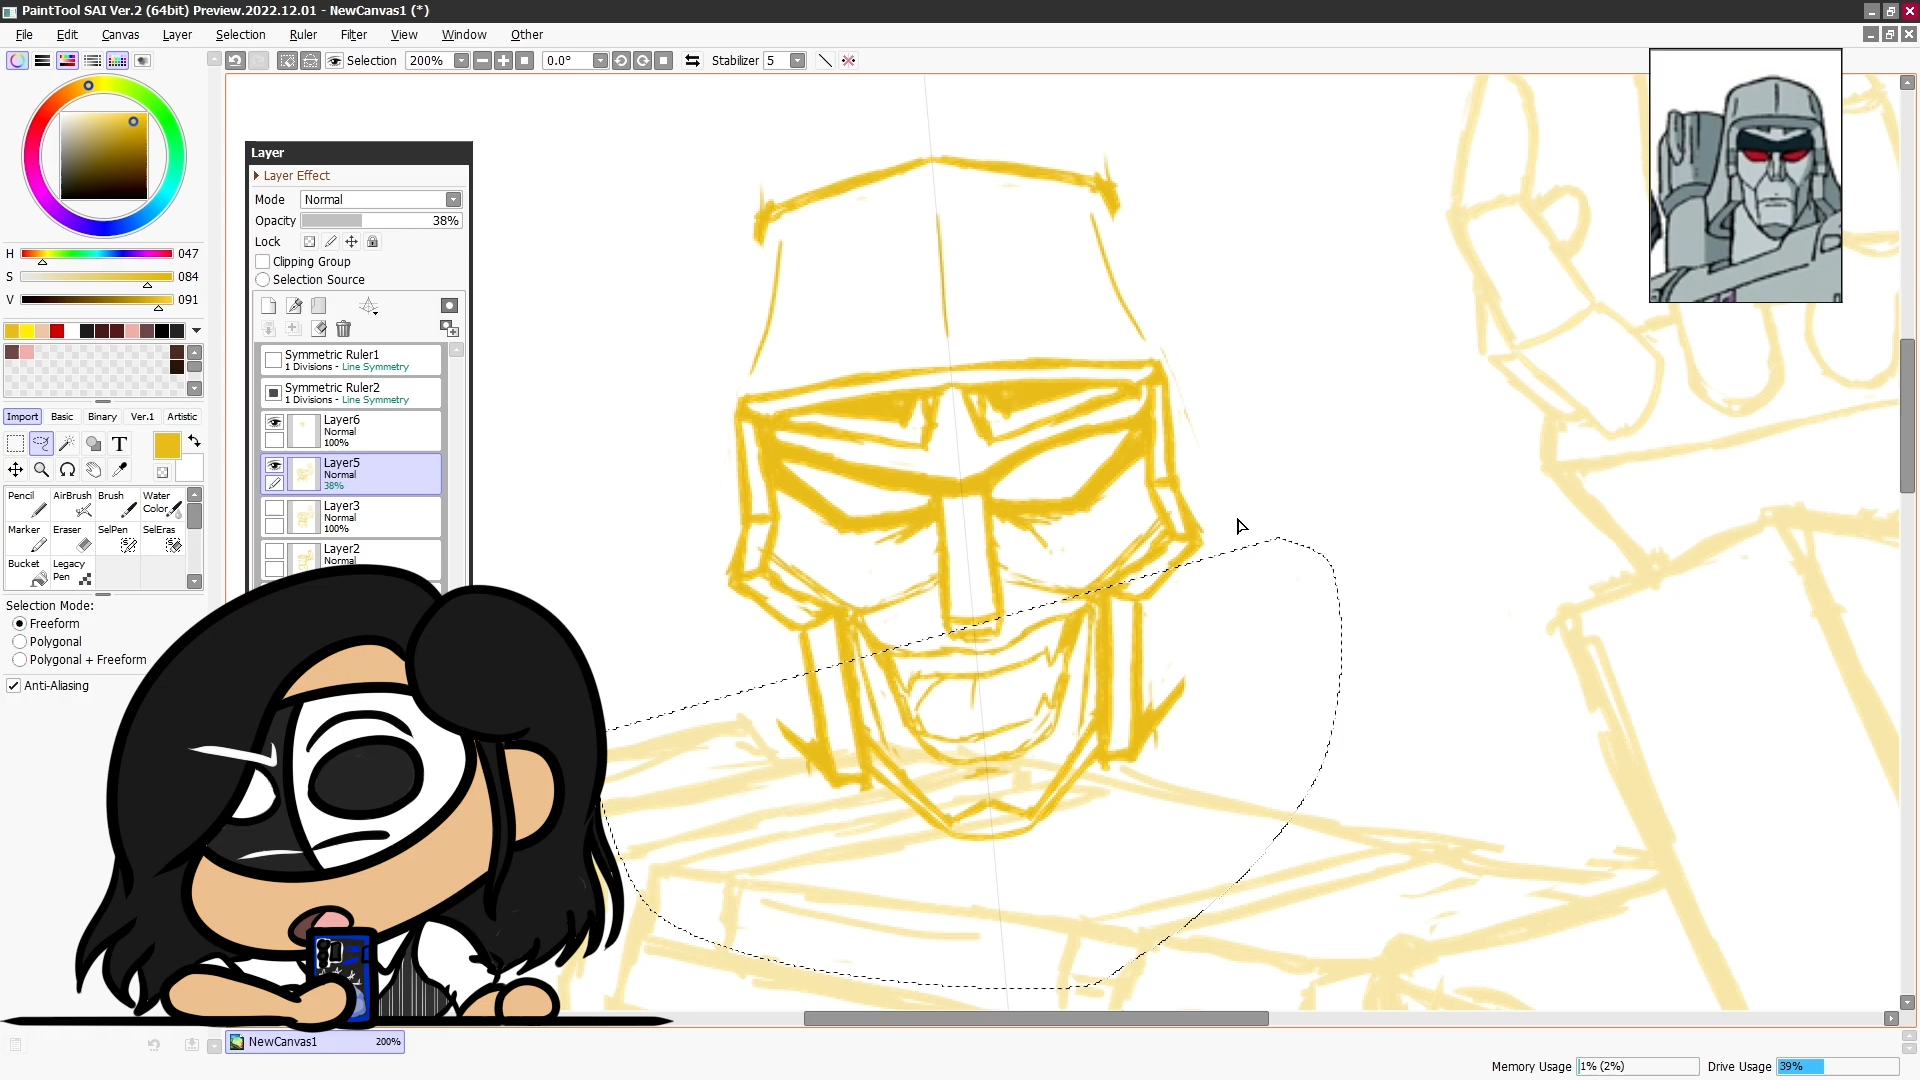 PaintTool SAI Ver.2 (64bit) Preview.2022.12.01 - NewCanvas1 (*)
File Edit Canvas Layer Selection Ruler Filter View Window Other
Selection 200% 0.0° Stabilizer 5
Layer
Layer Effect
Mode Normal
Opacity 38%
Lock
Clipping Group
Selection Source
H 047
S 084
V 091
Symmetric Ruler1
1 Divisions - Line Symmetry
Symmetric Ruler2
1 Divisions - Line Symmetry
Layer6
Normal
100%
Layer5
Normal
38%
Layer3
Normal
100%
Layer2
Normal
Import Basic Binary Ver.1 Artistic
T
Pencil AirBrush Brush Water Color
Marker Eraser SelPen SelEras
Bucket Legacy Pen
Selection Mode:
Freeform
Polygonal
Polygonal + Freeform
Anti-Aliasing
NewCanvas1 200%
Memory Usage 1% (2%) Drive Usage 39%